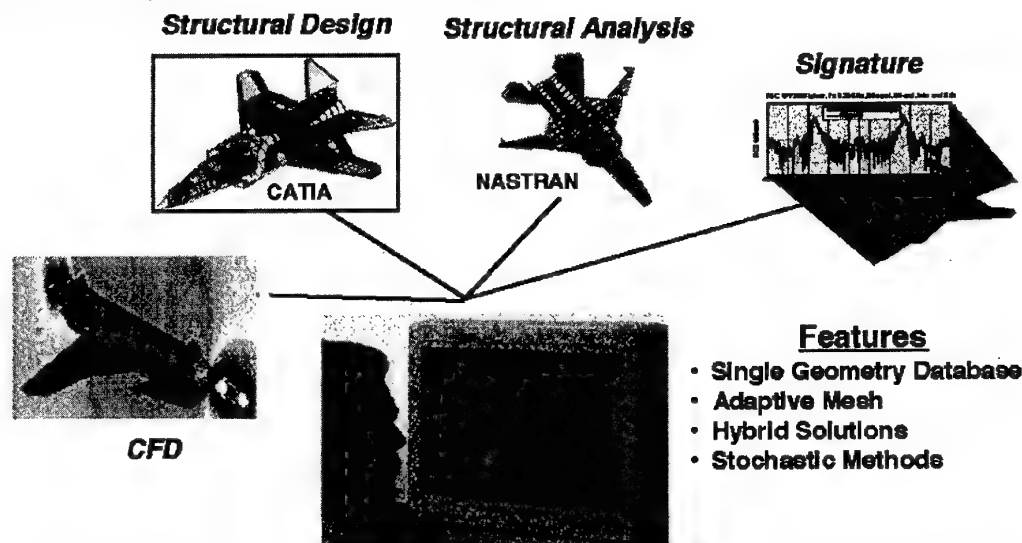 Structural Design
Structural Analysis
Signature
CATIA
NASTRAN
CFD
Features
• Single Geometry Database
• Adaptive Mesh
• Hybrid Solutions
• Stochastic Methods